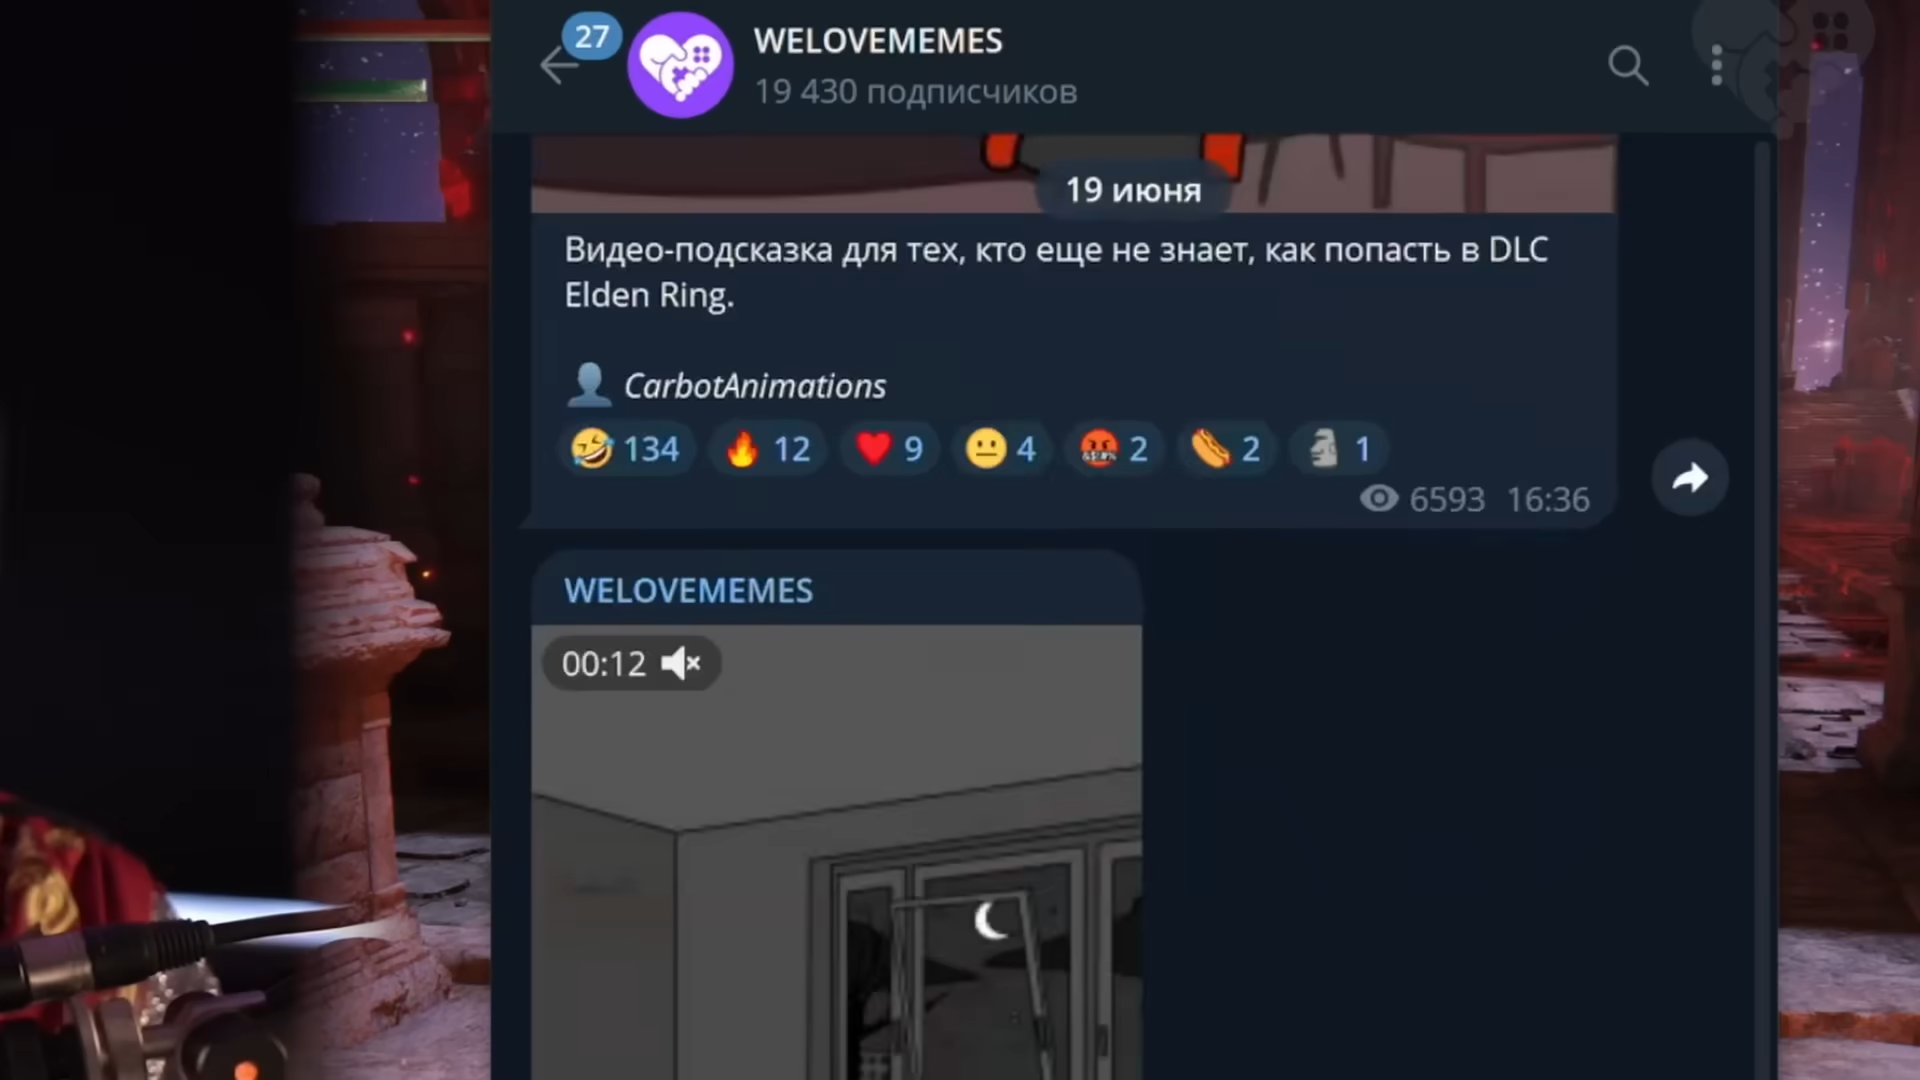 27
WELOVEMEMES
19 430 подписчиков
19 июня
Видео-подсказка для тех, кто еще не знает, как попасть в DLC
Elden Ring.
CarbotAnimations
134 12 9 4 2 2 1
6593 16:36
WELOVEMEMES
00:12